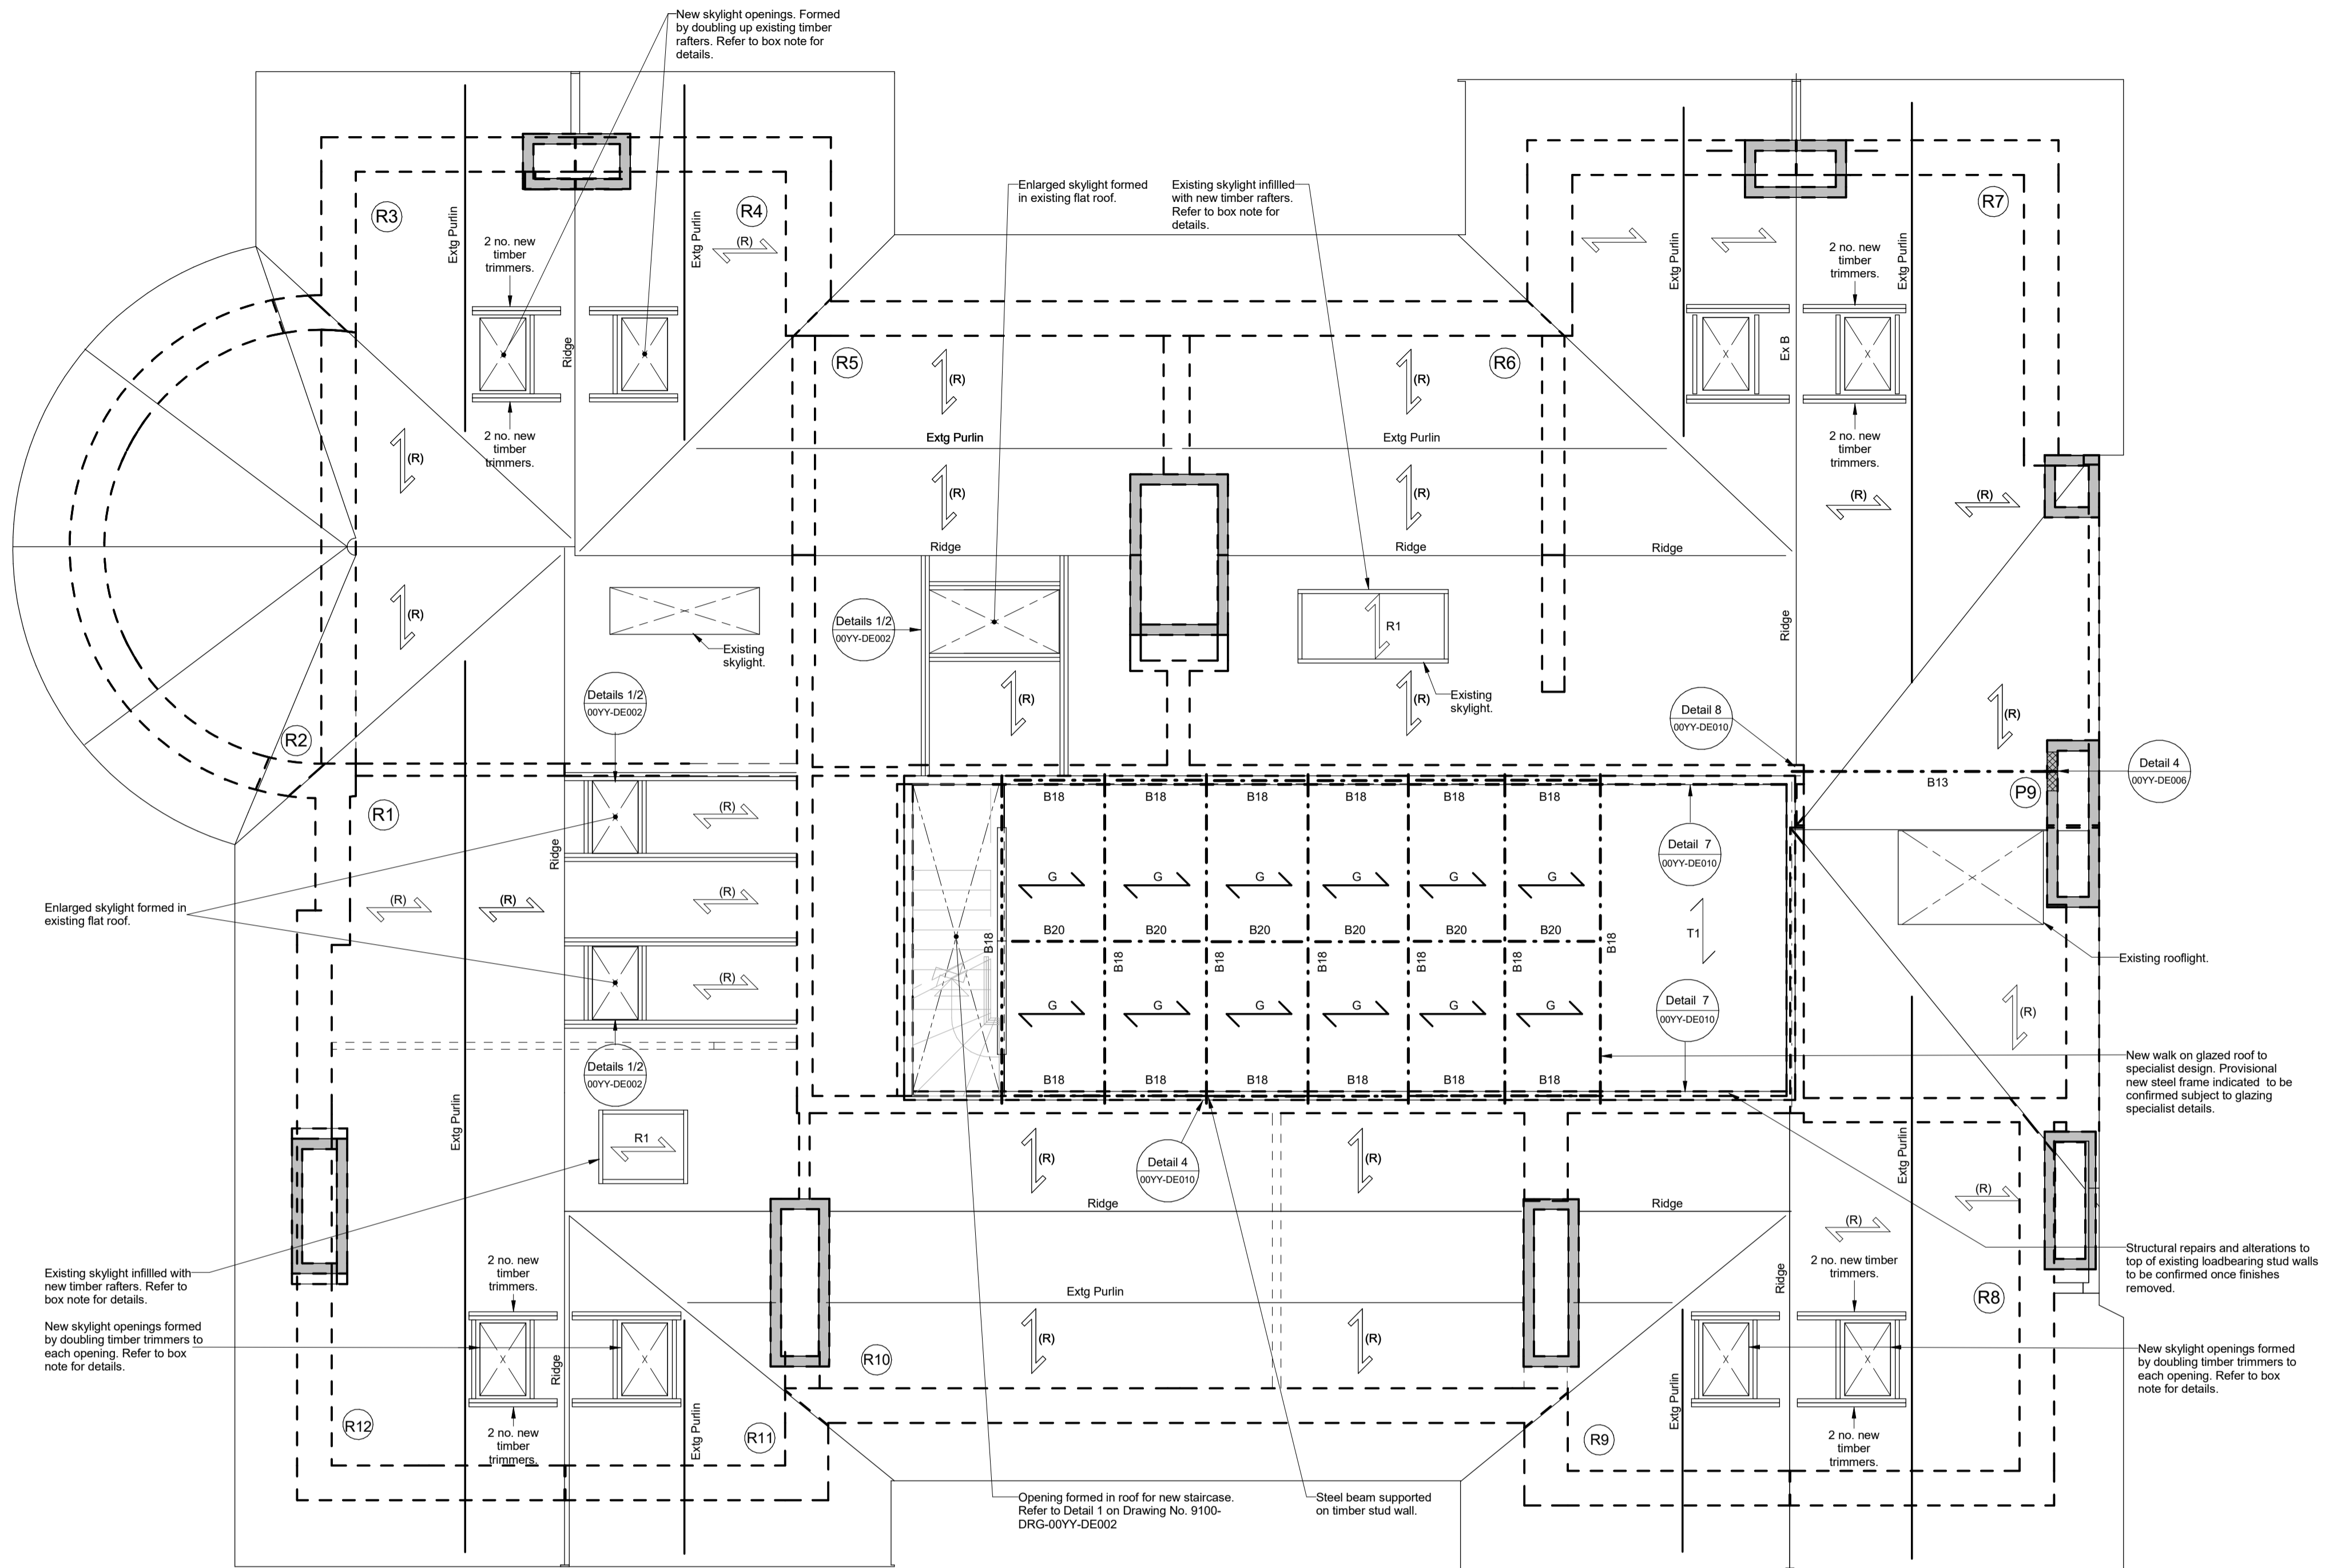 New skylight openings. Formed
by doubling up existing timber
rafters. Refer to box note for
details.
Enlarged skylight formed
in existing flat roof.
Existing skylight infillled
with new timber rafters.
Refer to box note for
details.
R3
R4
R7
Extg Purlin
Extg Purlin
(R)
Extg Purlin
Extg Purlin
2 no. new
timber
trimmers.
2 no. new
timber
trimmers.
Ridge
Ex B
R5
R6
(R)
(R)
2 no. new
timber
trimmers.
2 no. new
timber
trimmers.
Extg Purlin
Extg Purlin
(R)
(R)
(R)
(R)
(R)
Ridge
Ridge
Ridge
(R)
Details 1/2
00YY-DE002
R1
Ridge
Existing
skylight.
Existing
skylight.
Details 1/2
00YY-DE002
(R)
(R)
(R)
Detail 8
00YY-DE010
R2
R1
Detail 4
00YY-DE006
B13
P9
B18
B18
B18
B18
B18
B18
(R)
Ridge
Detail 7
00YY-DE010
G
G
G
G
G
G
Enlarged skylight formed in
existing flat roof.
(R)
(R)
(R)
B20
B20
B20
B20
B20
B20
T1
B18
B18
B18
B18
B18
B18
B18
Existing rooflight.
(R)
G
G
G
G
G
G
Detail 7
00YY-DE010
(R)
Details 1/2
00YY-DE002
B18
B18
B18
B18
B18
B18
New walk on glazed roof to
specialist design. Provisional
new steel frame indicated to be
confirmed subject to glazing
specialist details.
Extg Purlin
R1
(R)
Detail 4
00YY-DE010
(R)
Extg Purlin
(R)
(R)
Ridge
Ridge
Existing skylight infillled with
new timber rafters. Refer to
box note for details.
2 no. new
timber
trimmers.
Extg Purlin
Ridge
2 no. new timber
trimmers.
R8
Structural repairs and alterations to
top of existing loadbearing stud walls
to be confirmed once finishes
removed.
New skylight openings formed
by doubling timber trimmers to
each opening. Refer to box
note for details.
Ridge
(R)
(R)
R10
New skylight openings formed
by doubling timber trimmers to
each opening. Refer to box
note for details.
R12
2 no. new
timber
trimmers.
Extg Purlin
R11
R9
Extg Purlin
2 no. new
timber
trimmers.
Opening formed in roof for new staircase.
Refer to Detail 1 on Drawing No. 9100-
DRG-00YY-DE002
Steel beam supported
on timber stud wall.